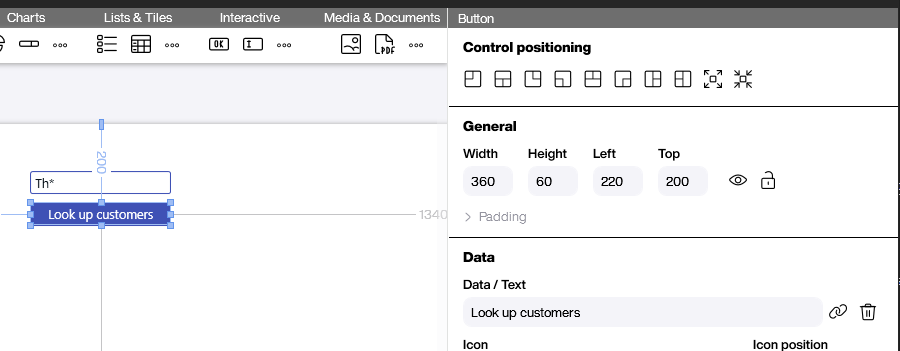 Charts Lists & Tiles Interactive Media & Documents Button
OK I PDF
Control positioning
General
Width Height Left Top
360 60 220 200
Padding
200
Th*
Look up customers
1340
Data
Data / Text
Look up customers
Icon Icon position